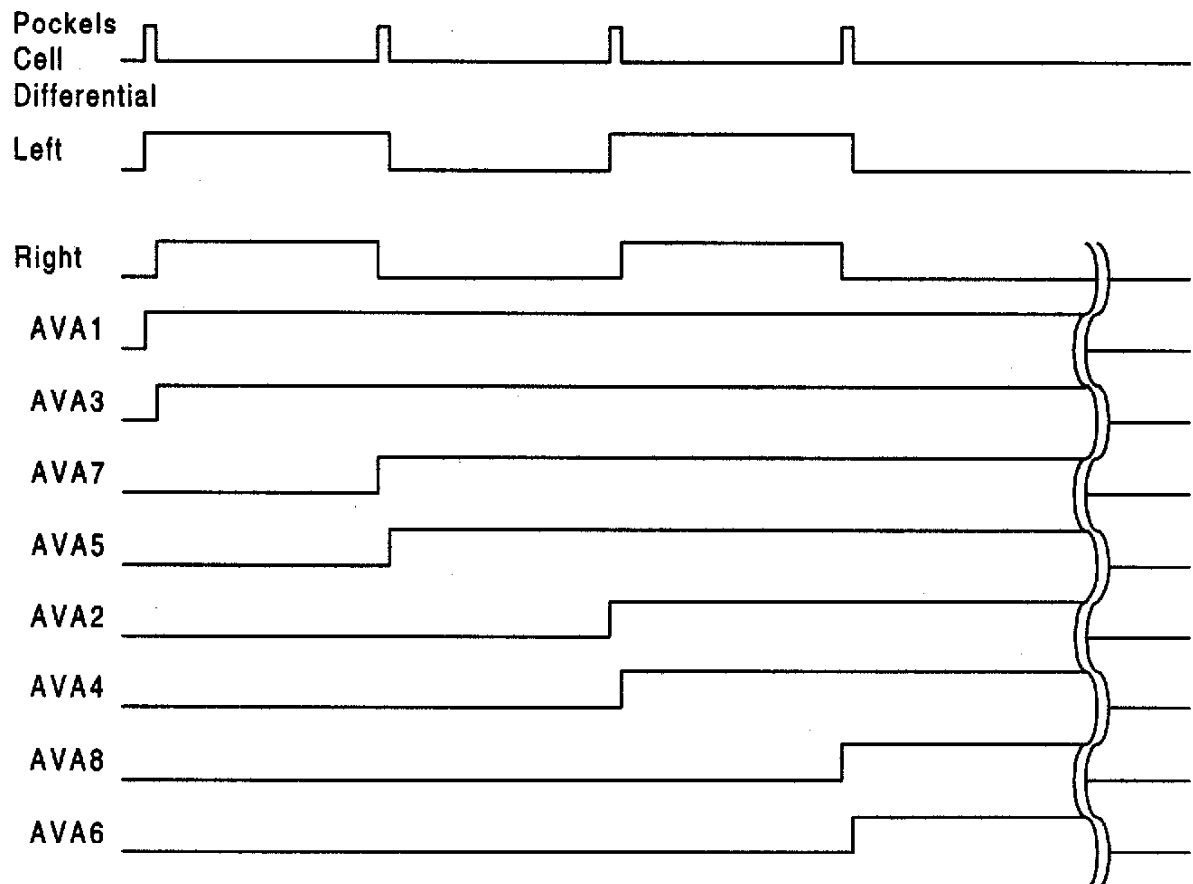 Pockels
Cell
Differential
Left
Right
AVA1
AVA3
AVA7
AVA5
AVA2
AVA4
AVA8
AVA6